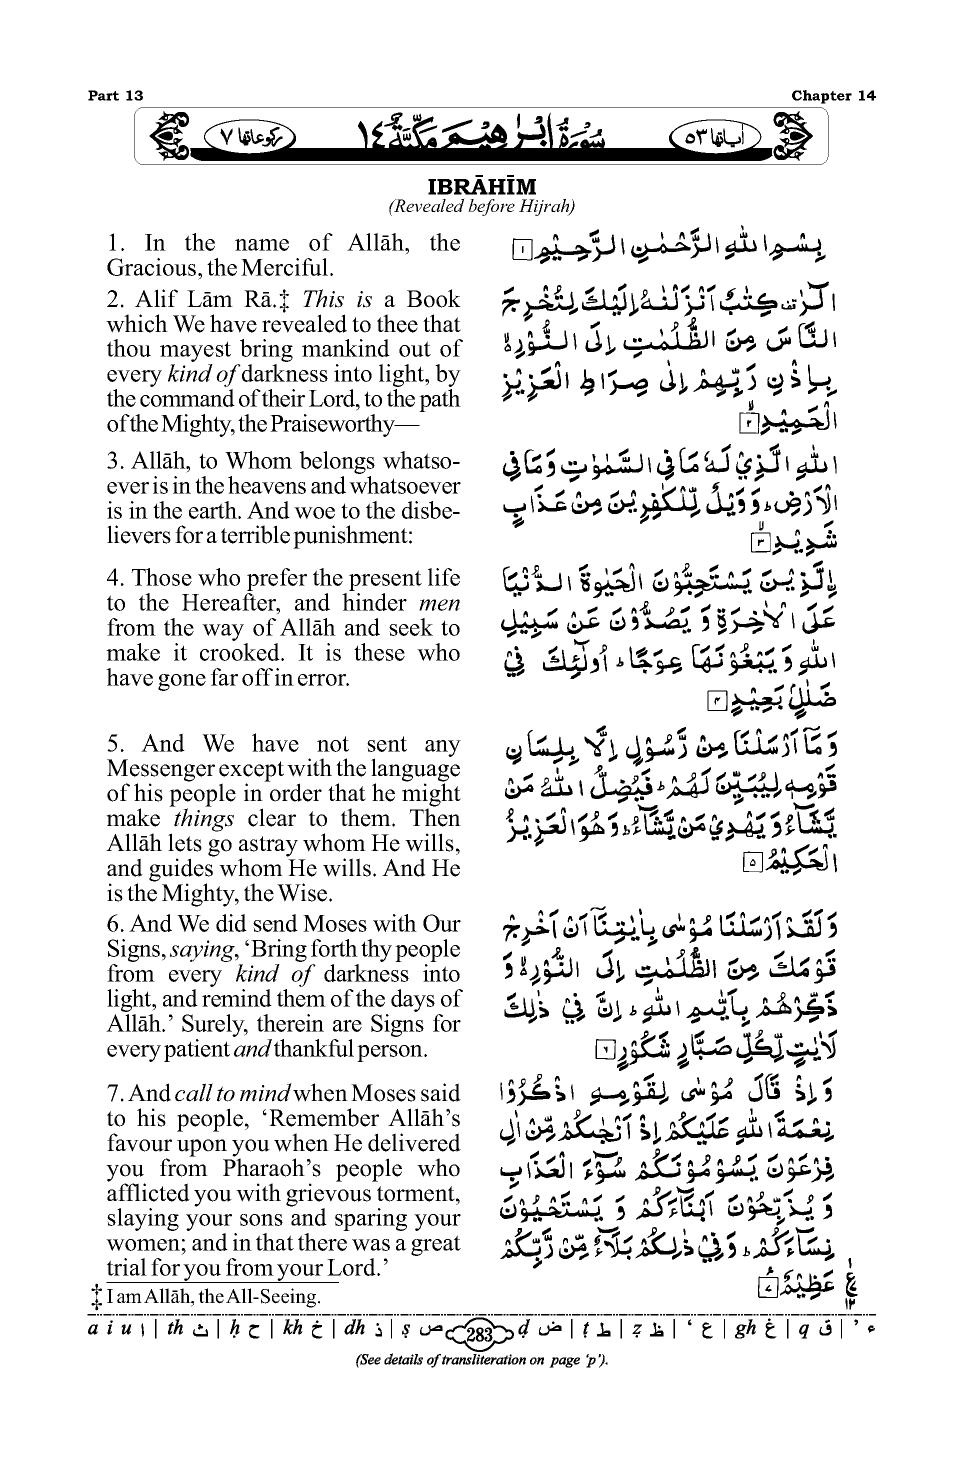 Part 13
Chapter 14
رکوعاتها ٧
سُوْرَةُ اِبْرٰهِيْمَ مَكِّيَّةٌ ١٤
اٰیاتها ٥٣
IBRĀHĪM
(Revealed before Hijrah)
1. In the name of Allāh, the
Gracious, the Merciful.
2. Alif Lām Rā.‡ This is a Book
which We have revealed to thee that
thou mayest bring mankind out of
every kind of darkness into light, by
the command of their Lord, to the path
of the Mighty, the Praiseworthy—
3. Allāh, to Whom belongs whatso-
ever is in the heavens and whatsoever
is in the earth. And woe to the disbe-
lievers for a terrible punishment:
4. Those who prefer the present life
to the Hereafter, and hinder men
from the way of Allāh and seek to
make it crooked. It is these who
have gone far off in error.
5. And We have not sent any
Messenger except with the language
of his people in order that he might
make things clear to them. Then
Allāh lets go astray whom He wills,
and guides whom He wills. And He
is the Mighty, the Wise.
6. And We did send Moses with Our
Signs, saying, ‘Bring forth thy people
from every kind of darkness into
light, and remind them of the days of
Allāh.’ Surely, therein are Signs for
every patient and thankful person.
7. And call to mind when Moses said
to his people, ‘Remember Allāh’s
favour upon you when He delivered
you from Pharaoh’s people who
afflicted you with grievous torment,
slaying your sons and sparing your
women; and in that there was a great
trial for you from your Lord.’
‡ I am Allāh, the All-Seeing.
بِسْمِ اللّٰهِ الرَّحْمٰنِ الرَّحِيْمِ ١
الٓرٰ كِتٰبٌ اَنْزَلْنٰهُ اِلَيْكَ لِتُخْرِجَ
النَّاسَ مِنَ الظُّلُمٰتِ اِلَى النُّوْرِ ۙ
بِاِذْنِ رَبِّهِمْ اِلٰى صِرَاطِ الْعَزِيْزِ
الْحَمِيْدِ ۙ ٢
اللّٰهِ الَّذِيْ لَهٗ مَا فِي السَّمٰوٰتِ وَمَا فِي
الْاَرْضِ ؕ وَوَيْلٌ لِّلْكٰفِرِيْنَ مِنْ عَذَابٍ
شَدِيْدٍ ۙ ٣
اِلَّذِيْنَ يَسْتَحِبُّوْنَ الْحَيٰوةَ الدُّنْيَا
عَلَى الْاٰخِرَةِ وَ يَصُدُّوْنَ عَنْ سَبِيْلِ
اللّٰهِ وَ يَبْغُوْنَهَا عِوَجًا ؕ اُولٰٓئِكَ فِيْ
ضَلٰلٍۭ بَعِيْدٍ ٤
وَمَاۤ اَرْسَلْنَا مِنْ رَّسُوْلٍ اِلَّا بِلِسَانِ
قَوْمِهٖ لِيُبَيِّنَ لَهُمْ ؕ فَيُضِلُّ اللّٰهُ مَنْ
يَّشَآءُ وَ يَهْدِيْ مَنْ يَّشَآءُ ؕ وَهُوَ الْعَزِيْزُ
الْحَكِيْمُ ٥
وَلَقَدْ اَرْسَلْنَا مُوْسٰى بِاٰيٰتِنَاۤ اَنْ اَخْرِجْ
قَوْمَكَ مِنَ الظُّلُمٰتِ اِلَى النُّوْرِ ۙ وَ
ذَكِّرْهُمْ بِاَيّٰىمِ اللّٰهِ ؕ اِنَّ فِيْ ذٰلِكَ
لَاٰيٰتٍ لِّكُلِّ صَبَّارٍ شَكُوْرٍ ٦
وَاِذْ قَالَ مُوْسٰى لِقَوْمِهِ اذْكُرُوْا
نِعْمَةَ اللّٰهِ عَلَيْكُمْ اِذْ اَنْجٰىكُمْ مِّنْ اٰلِ
فِرْعَوْنَ يَسُوْمُوْنَكُمْ سُوْٓءَ الْعَذَابِ
وَ يُذَبِّحُوْنَ اَبْنَآءَكُمْ وَ يَسْتَحْيُوْنَ
نِسَآءَكُمْ ؕ وَفِيْ ذٰلِكُمْ بَلَآءٌ مِّنْ رَّبِّكُمْ
عَظِيْمٌ ٧
١ ع ١٣
a i u ا | th ث | ḥ ح | kh خ | dh ذ | ṣ ص 283 ḍ ض | ṭ ط | ẓ ظ | ‘ ع | gh غ | q ق | ’ ء
(See details of transliteration on page ‘p’).